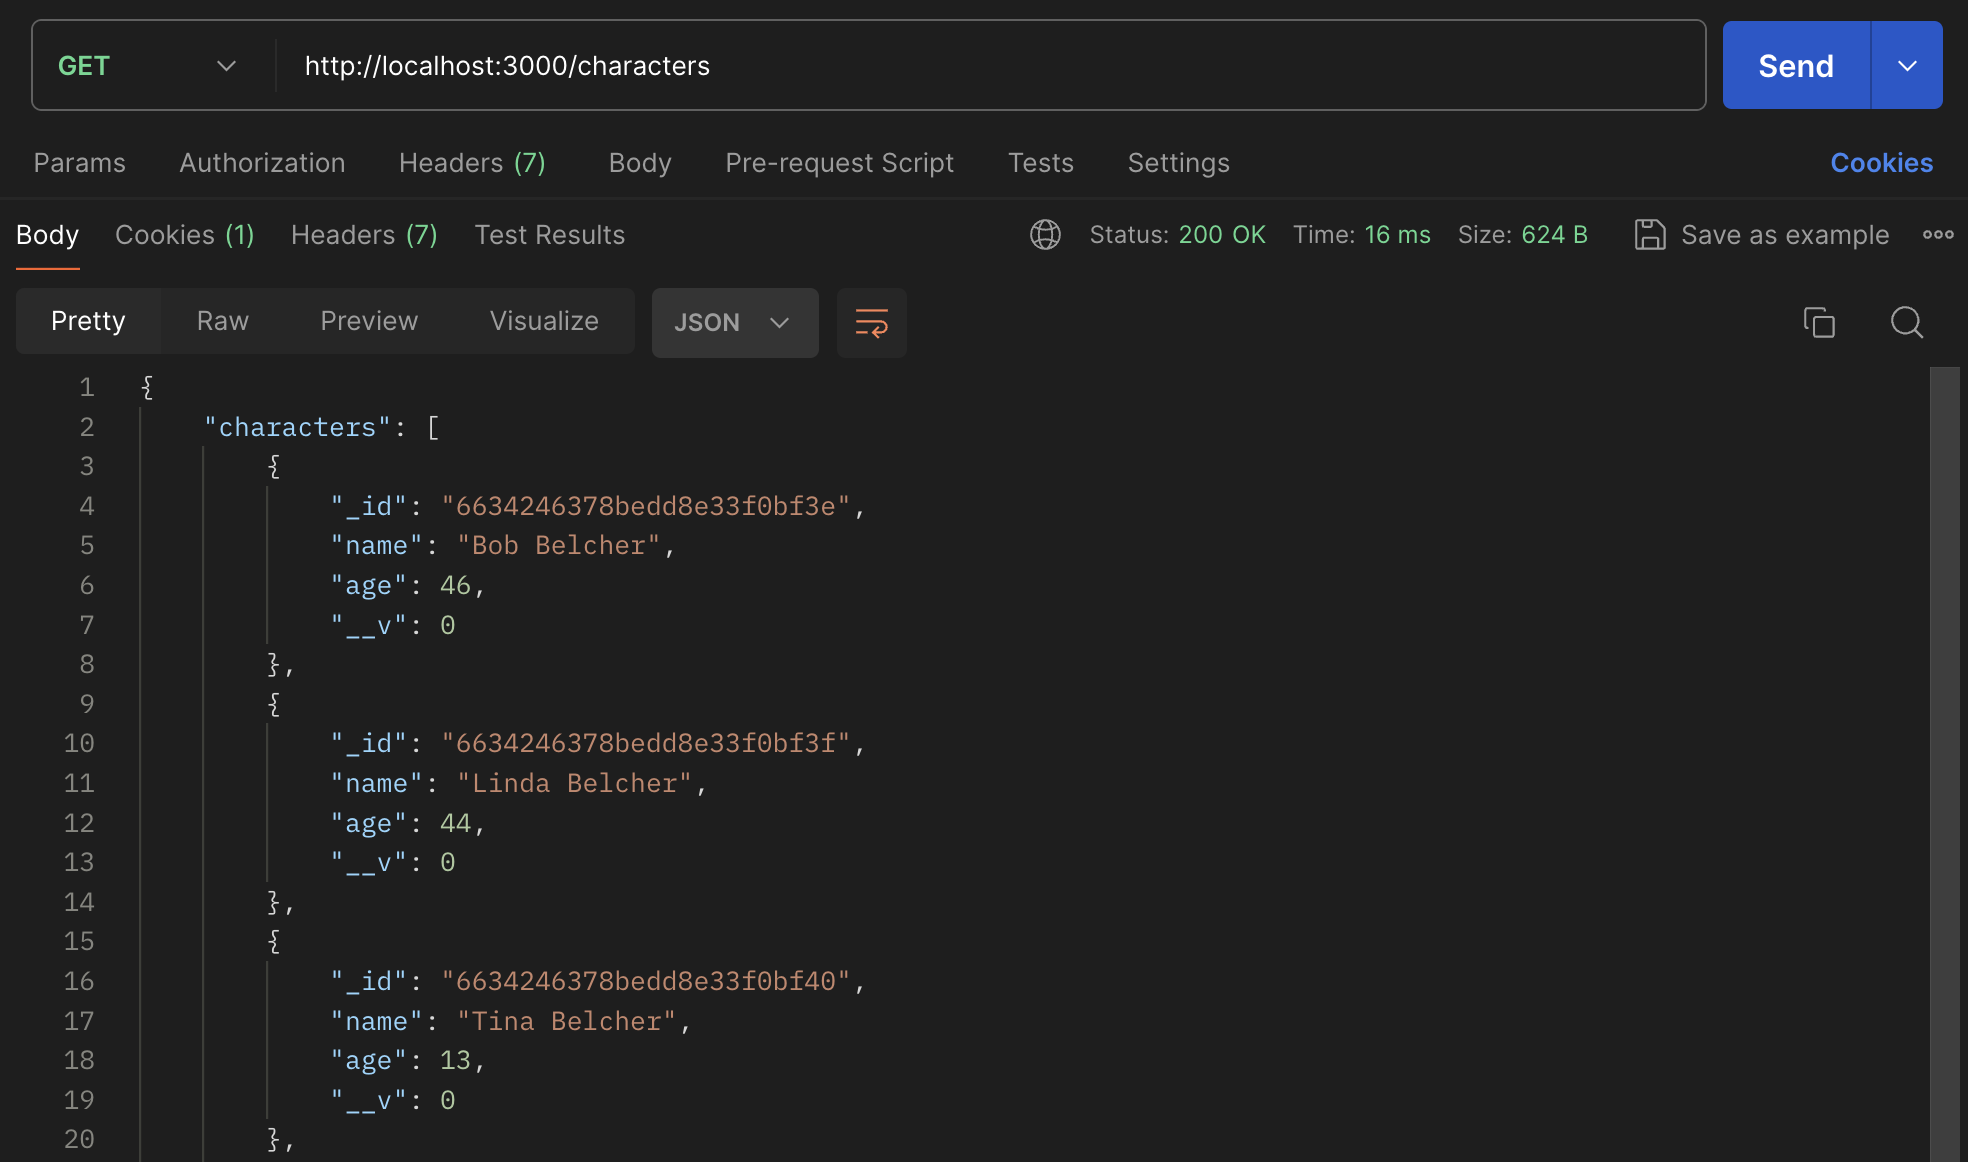 GET http://localhost:3000/characters Send
Params Authorization Headers (7) Body Pre-request Script Tests Settings Cookies
Body Cookies (1) Headers (7) Test Results Status: 200 OK Time: 16 ms Size: 624 B Save as example
Pretty Raw Preview Visualize JSON
1 {
2 "characters": [
3 {
4 "_id": "6634246378bedd8e33f0bf3e",
5 "name": "Bob Belcher",
6 "age": 46,
7 "__v": 0
8 },
9 {
10 "_id": "6634246378bedd8e33f0bf3f",
11 "name": "Linda Belcher",
12 "age": 44,
13 "__v": 0
14 },
15 {
16 "_id": "6634246378bedd8e33f0bf40",
17 "name": "Tina Belcher",
18 "age": 13,
19 "__v": 0
20 },